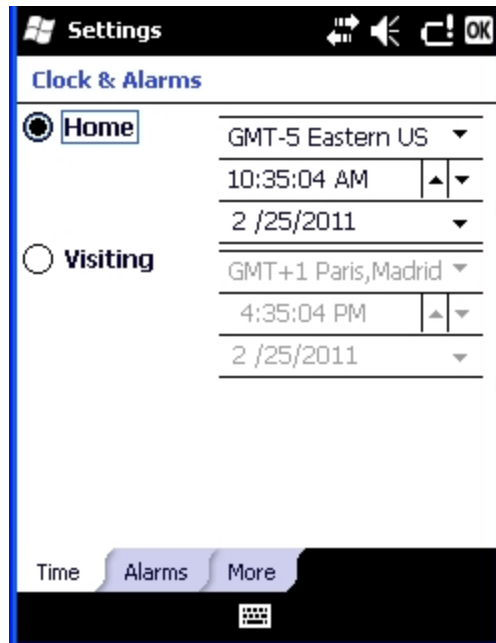 Settings OK
Clock & Alarms
Home
GMT-5 Eastern US
10:35:04 AM
2 /25/2011
Visiting
GMT+1 Paris,Madrid
4:35:04 PM
2 /25/2011
Time Alarms More